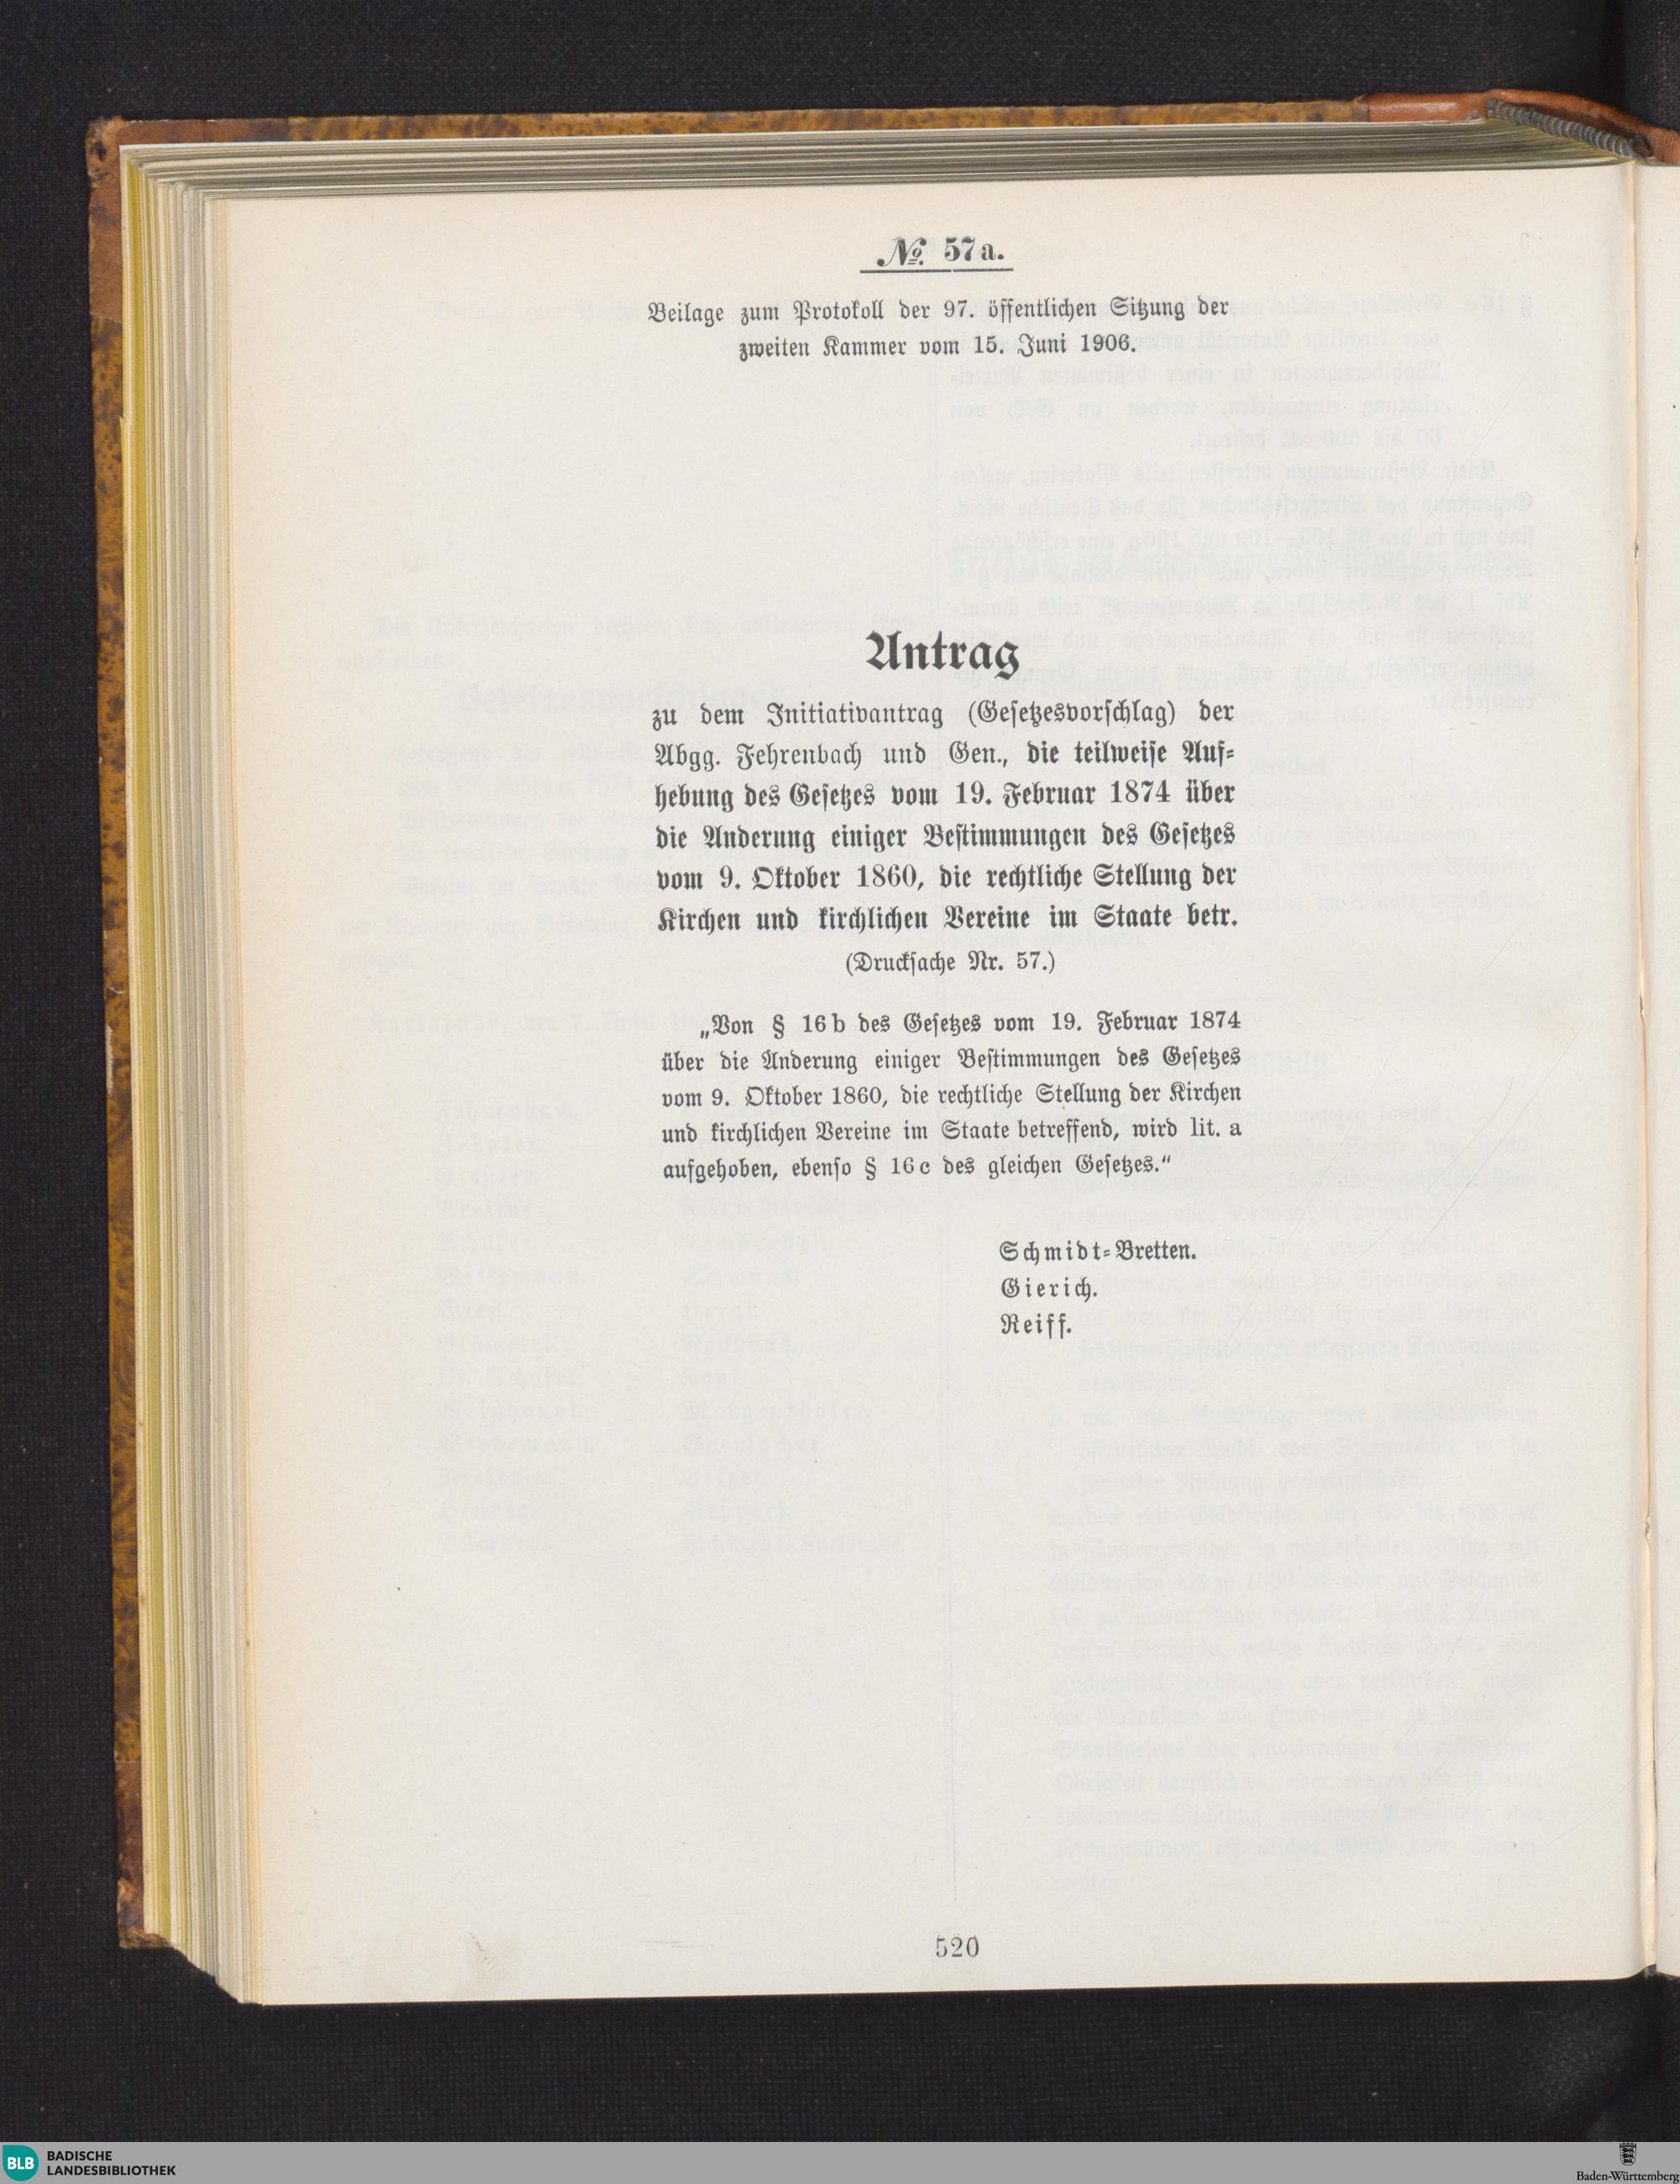 № 57a.
Beilage zum Protokoll der 97. öffentlichen Sitzung der
zweiten Kammer vom 15. Juni 1906.
Antrag
zu dem Initiativantrag (Gesetzesvorschlag) der
Abgg. Fehrenbach und Gen., die teilweise Auf-
hebung des Gesetzes vom 19. Februar 1874 über
die Änderung einiger Bestimmungen des Gesetzes
vom 9. Oktober 1860, die rechtliche Stellung der
Kirchen und kirchlichen Vereine im Staate betr.
(Drucksache Nr. 57.)
„Von § 16b des Gesetzes vom 19. Februar 1874
über die Änderung einiger Bestimmungen des Gesetzes
vom 9. Oktober 1860, die rechtliche Stellung der Kirchen
und kirchlichen Vereine im Staate betreffend, wird lit. a
aufgehoben, ebenso § 16c des gleichen Gesetzes.“
Schmidt-Bretten.
Gierich.
Reiff.
520
BLB BADISCHE
LANDESBIBLIOTHEK
Baden-Württemberg